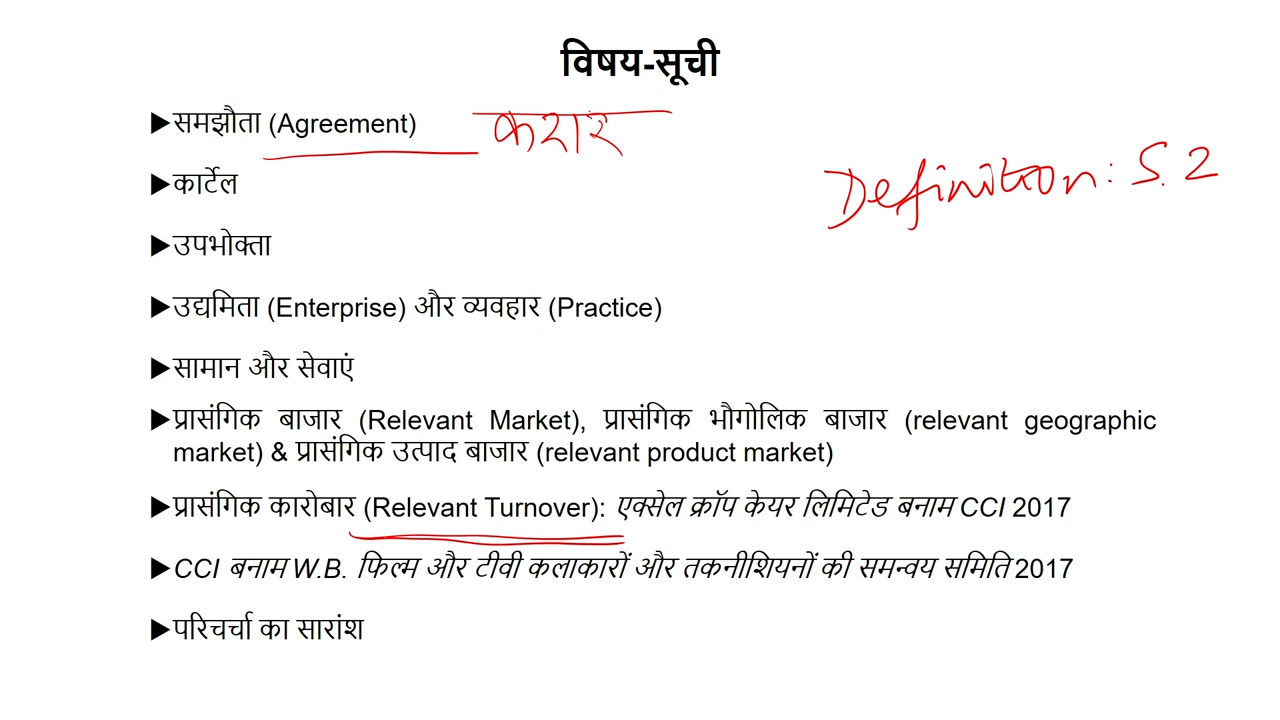 विषय-सूची
▶समझौता (Agreement) करार
Definition: S. 2
▶कार्टेल
▶उपभोक्ता
▶उद्यमिता (Enterprise) और व्यवहार (Practice)
▶सामान और सेवाएं
▶प्रासंगिक बाजार (Relevant Market), प्रासंगिक भौगोलिक बाजार (relevant geographic
market) & प्रासंगिक उत्पाद बाजार (relevant product market)
▶प्रासंगिक कारोबार (Relevant Turnover): एक्सेल क्रॉप केयर लिमिटेड बनाम CCI 2017
▶CCI बनाम W.B. फिल्म और टीवी कलाकारों और तकनीशियनों की समन्वय समिति 2017
▶परिचर्चा का सारांश